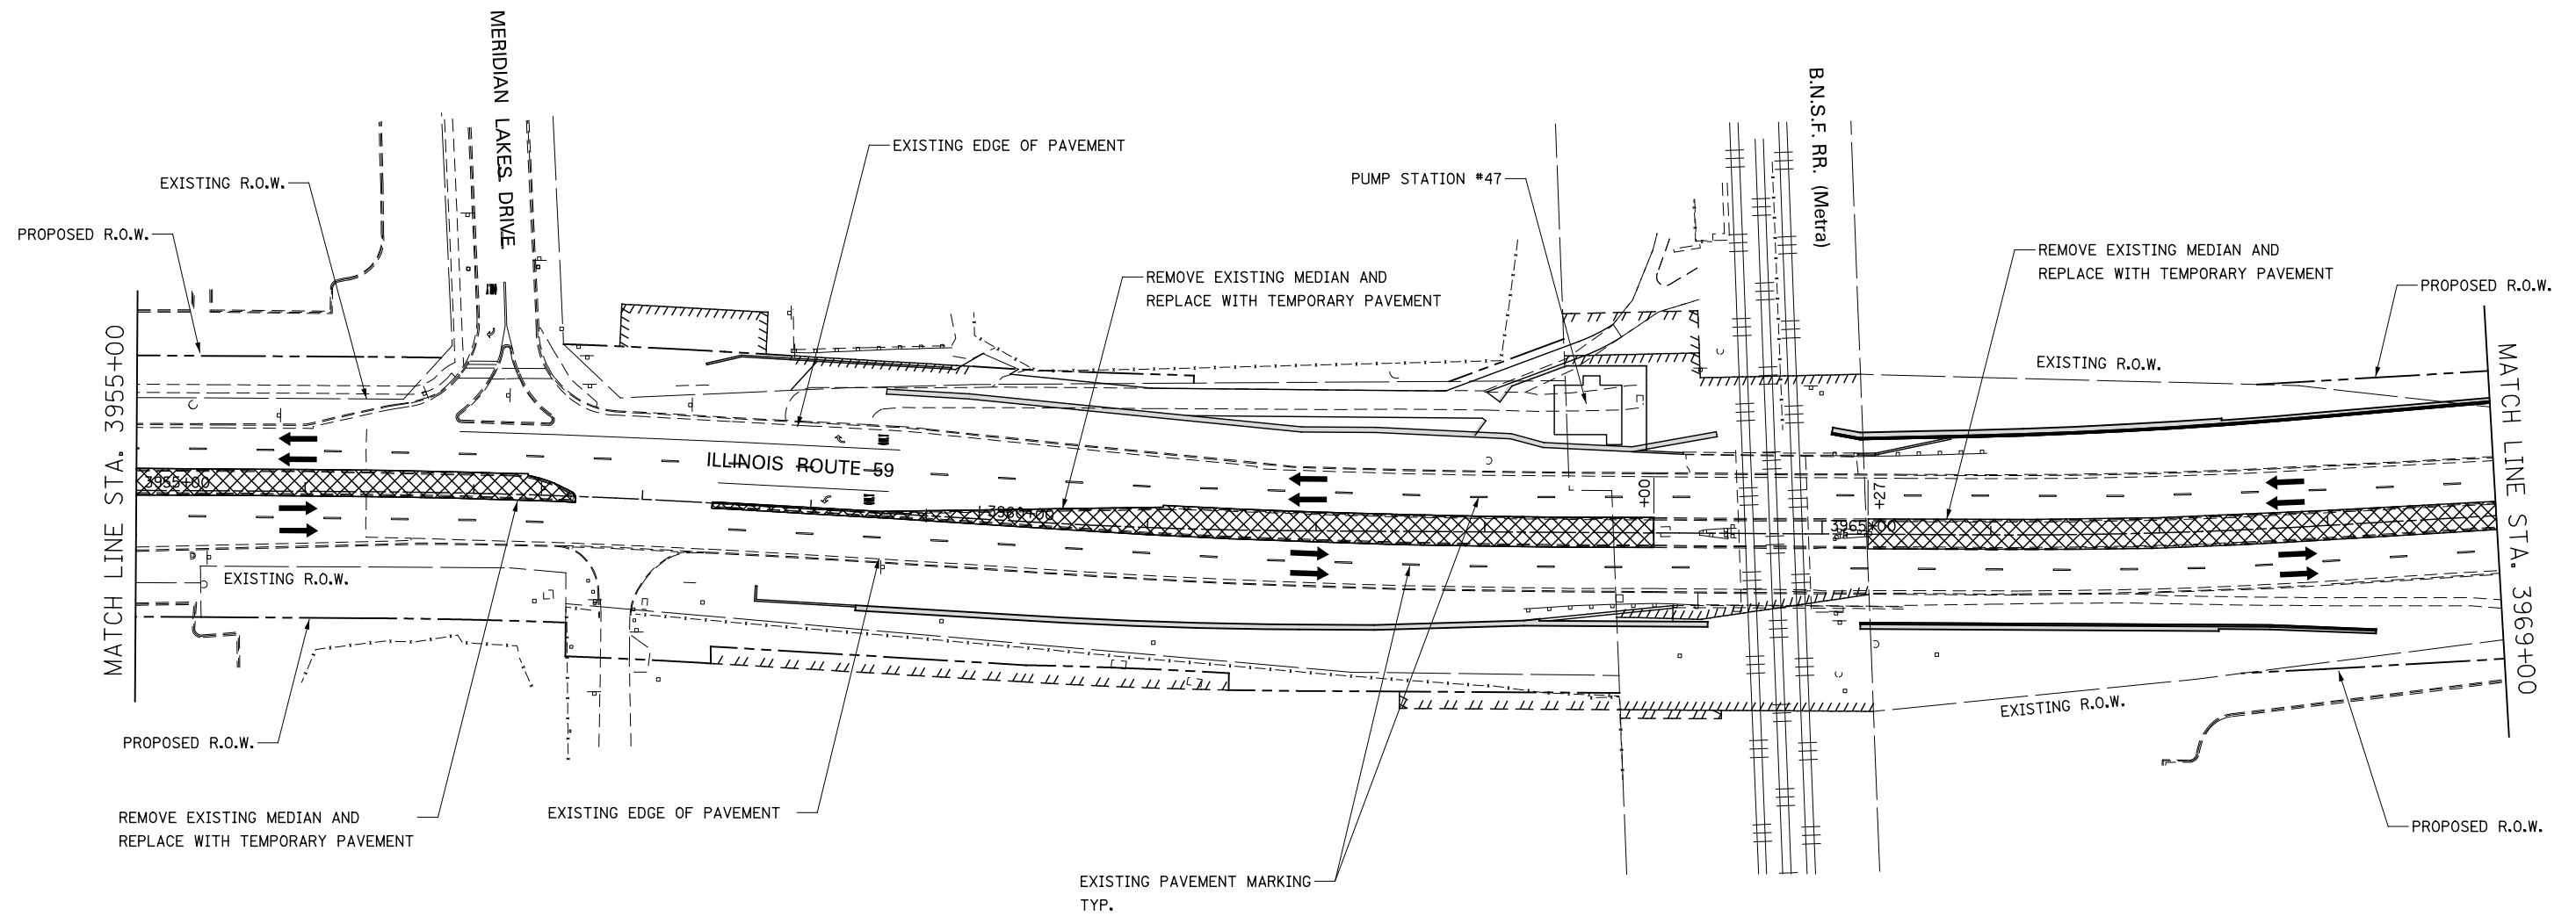 MERIDIAN LAKES DRIVE
B.N.S.F. RR. (Metra)
EXISTING EDGE OF PAVEMENT
EXISTING R.O.W.
PUMP STATION #47
PROPOSED R.O.W.
REMOVE EXISTING MEDIAN AND
REPLACE WITH TEMPORARY PAVEMENT
REMOVE EXISTING MEDIAN AND
REPLACE WITH TEMPORARY PAVEMENT
PROPOSED R.O.W.
EXISTING R.O.W.
MATCH LINE STA. 3955+00
MATCH LINE STA. 3969+00
ILLINOIS ROUTE 59
3955+00
3960+00
+00
+27
3965+00
EXISTING R.O.W.
EXISTING R.O.W.
PROPOSED R.O.W.
REMOVE EXISTING MEDIAN AND
REPLACE WITH TEMPORARY PAVEMENT
EXISTING EDGE OF PAVEMENT
PROPOSED R.O.W.
EXISTING PAVEMENT MARKING
TYP.